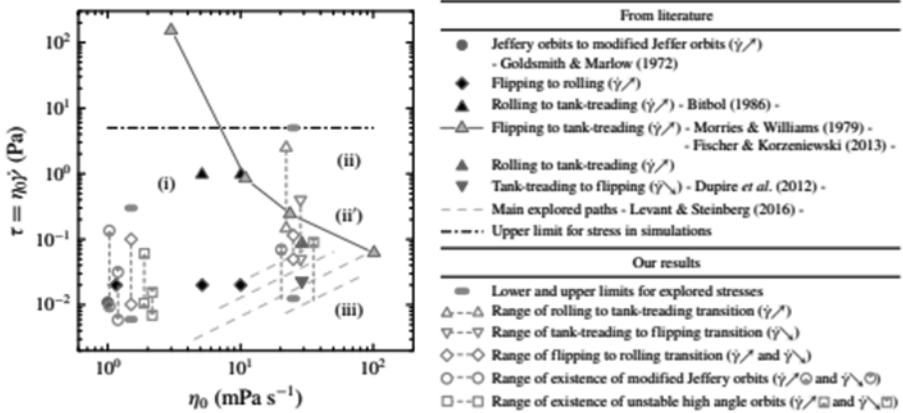 10²
10¹
10⁰
10⁻¹
10⁻²
τ = η₀γ̇ (Pa)
(i)
(ii)
(ii')
(iii)
10⁰
10¹
10²
η₀ (mPa s⁻¹)
From literature
Jeffery orbits to modified Jeffer orbits (γ̇↗)
- Goldsmith & Marlow (1972)
Flipping to rolling (γ̇↗)
Rolling to tank-treading (γ̇↗) - Bitbol (1986) -
Flipping to tank-treading (γ̇↗) - Morries & Williams (1979) -
- Fischer & Korzeniewski (2013) -
Rolling to tank-treading (γ̇↗)
Tank-treading to flipping (γ̇↘) - Dupire et al. (2012) -
Main explored paths - Levant & Steinberg (2016) -
Upper limit for stress in simulations
Our results
Lower and upper limits for explored stresses
Range of rolling to tank-treading transition (γ̇↗)
Range of tank-treading to flipping transition (γ̇↘)
Range of flipping to rolling transition (γ̇↗ and γ̇↘)
Range of existence of modified Jeffery orbits (γ̇↗ and γ̇↘)
Range of existence of unstable high angle orbits (γ̇↗ and γ̇↘)